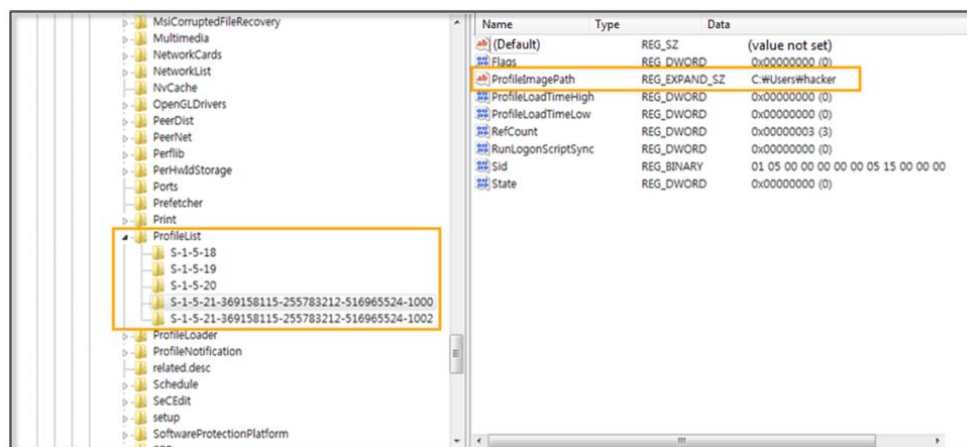 MsiCorruptedFileRecovery
Multimedia
NetworkCards
NetworkList
NvCache
OpenGLDrivers
PeerDist
PeerNet
Perflib
PerHwIdStorage
Ports
Prefetcher
Print
ProfileList
S-1-5-18
S-1-5-19
S-1-5-20
S-1-5-21-369158115-255783212-516965524-1000
S-1-5-21-369158115-255783212-516965524-1002
ProfileLoader
ProfileNotification
related.desc
Schedule
SeCEdit
setup
SoftwareProtectionPlatform
Name Type Data
(Default) REG_SZ (value not set)
Flags REG_DWORD 0x00000000 (0)
ProfileImagePath REG_EXPAND_SZ C:₩Users₩hacker
ProfileLoadTimeHigh REG_DWORD 0x00000000 (0)
ProfileLoadTimeLow REG_DWORD 0x00000000 (0)
RefCount REG_DWORD 0x00000003 (3)
RunLogonScriptSync REG_DWORD 0x00000000 (0)
Sid REG_BINARY 01 05 00 00 00 00 00 05 15 00 00 00
State REG_DWORD 0x00000000 (0)